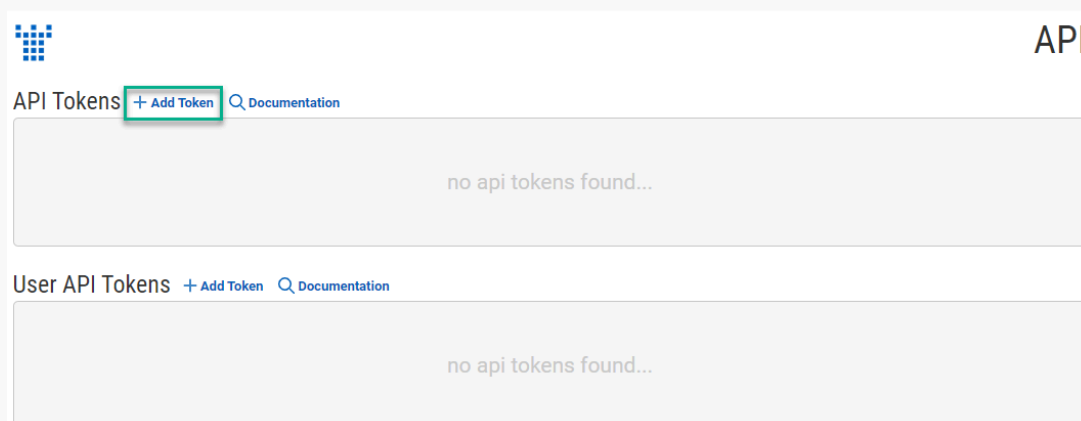 API
API Tokens + Add Token Documentation
no api tokens found...
User API Tokens + Add Token Documentation
no api tokens found...